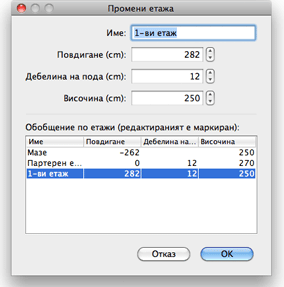 Промени етажа
Име: 1-ви етаж
Повдигане (cm): 282
Дебелина на пода (cm): 12
Височина (cm): 250
Обобщение по етажи (редактираният е маркиран):
Име Повдигане Дебелина на... Височина
Мазе -262 250
Партерен е... 0 12 270
1-ви етаж 282 12 250
Отказ OK